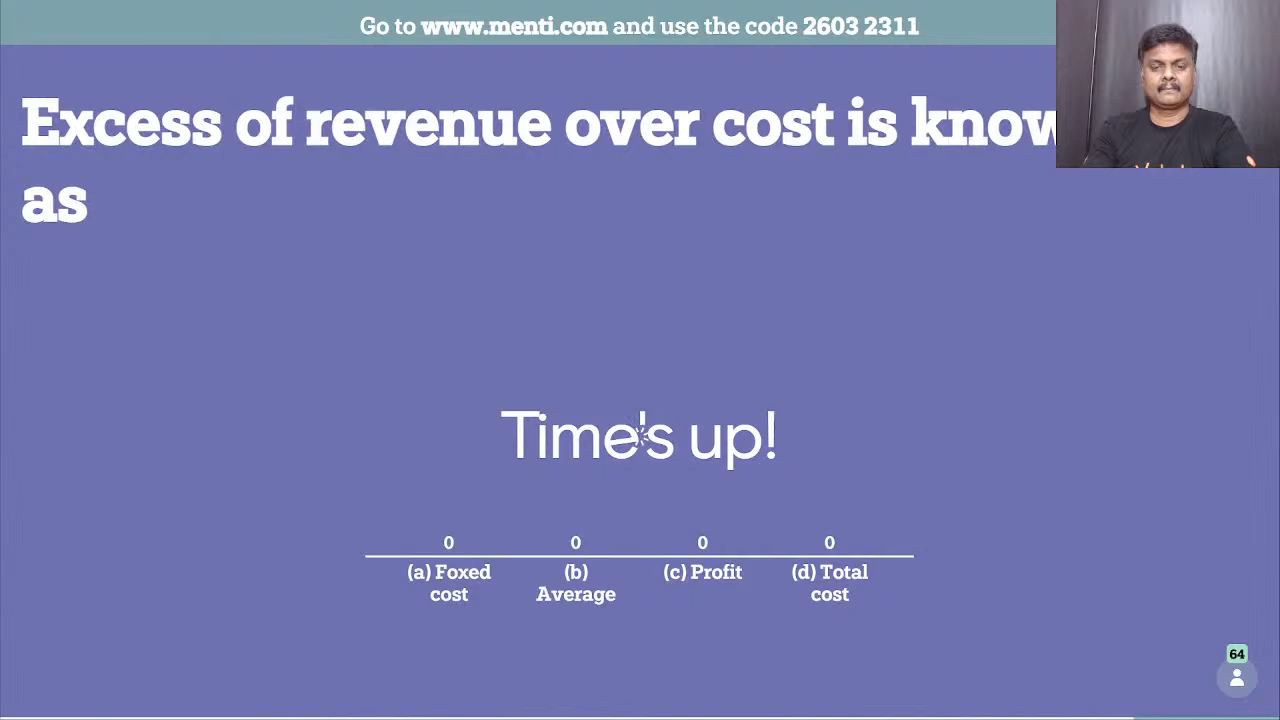 Go to www.menti.com and use the code 2603 2311
Excess of revenue over cost is know
as
Time's up!
0 0 0 0
(a) Foxed cost
(b) Average
(c) Profit
(d) Total cost
64